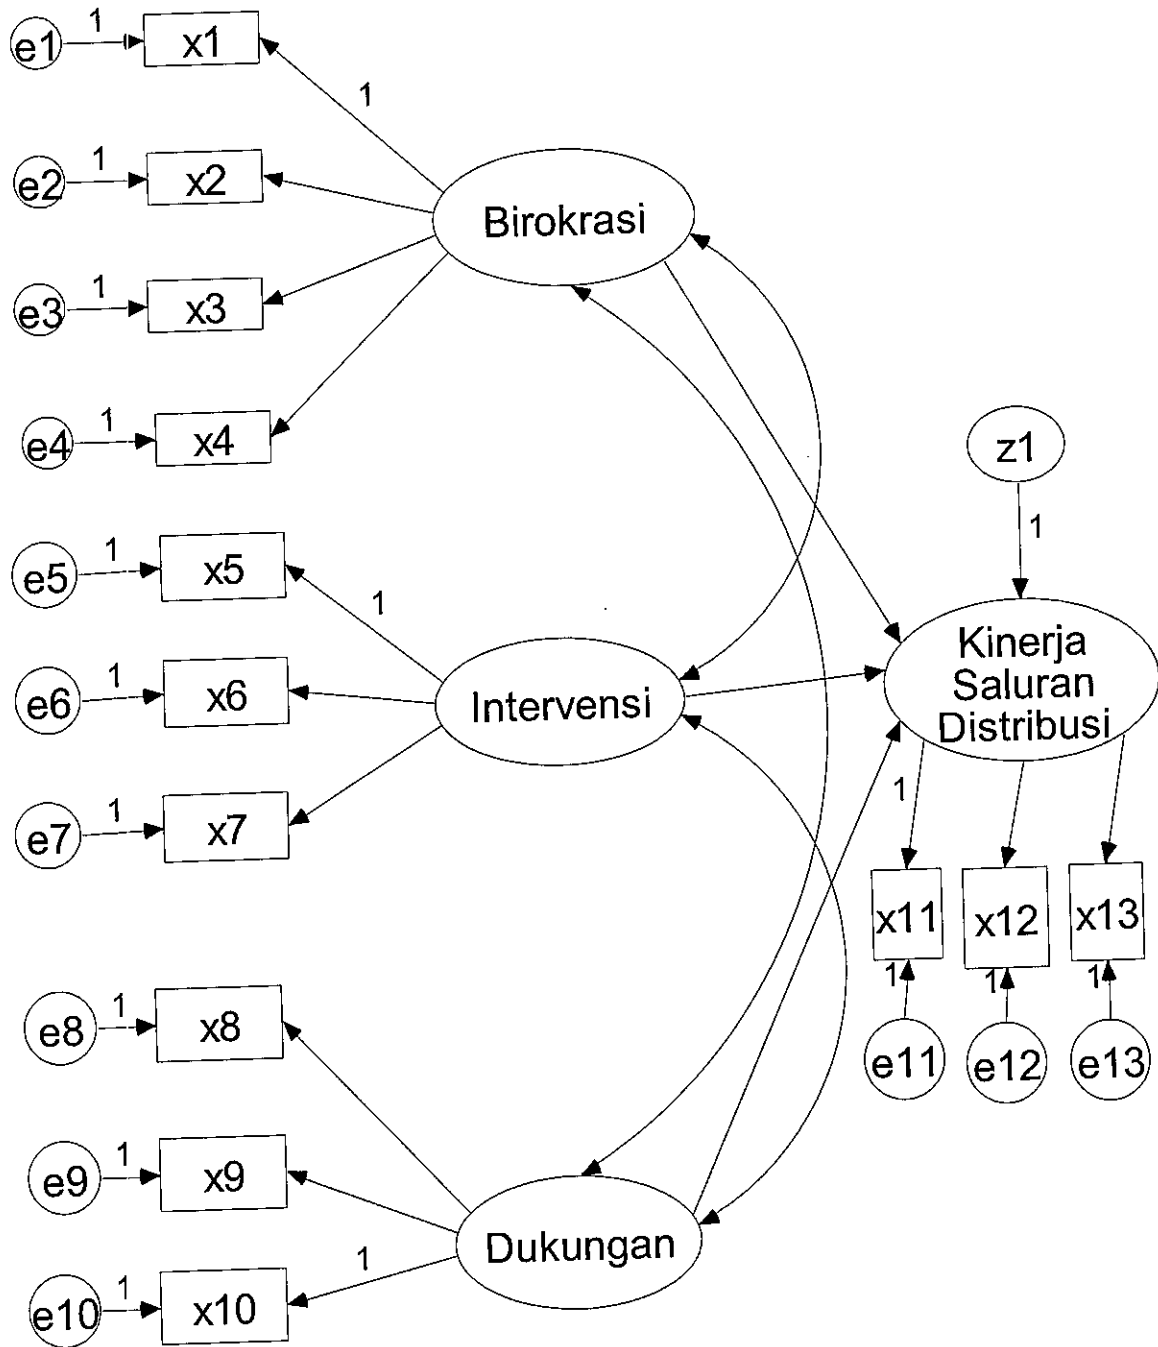 e1 1 x1
1
e2 1 x2
Birokrasi
e3 1 x3
e4 1 x4
z1
1
e5 1 x5
1
Kinerja
Saluran
Distribusi
e6 1 x6
Intervensi
e7 1 x7
1
x11 x12 x13
1 1 1
e11 e12 e13
e8 1 x8
e9 1 x9
Dukungan
1
e10 1 x10